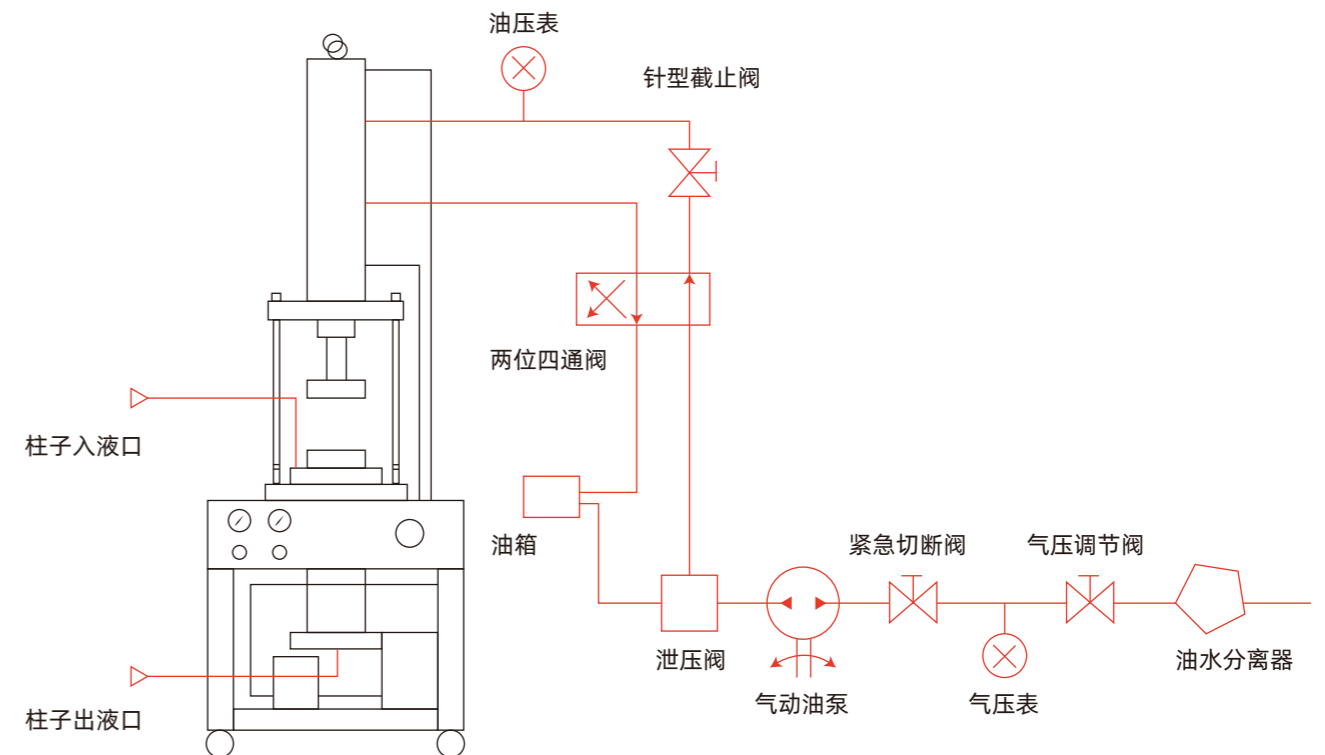 油压表
针型截止阀
两位四通阀
柱子入液口
油箱
紧急切断阀
气压调节阀
泄压阀
油水分离器
气动油泵
气压表
柱子出液口